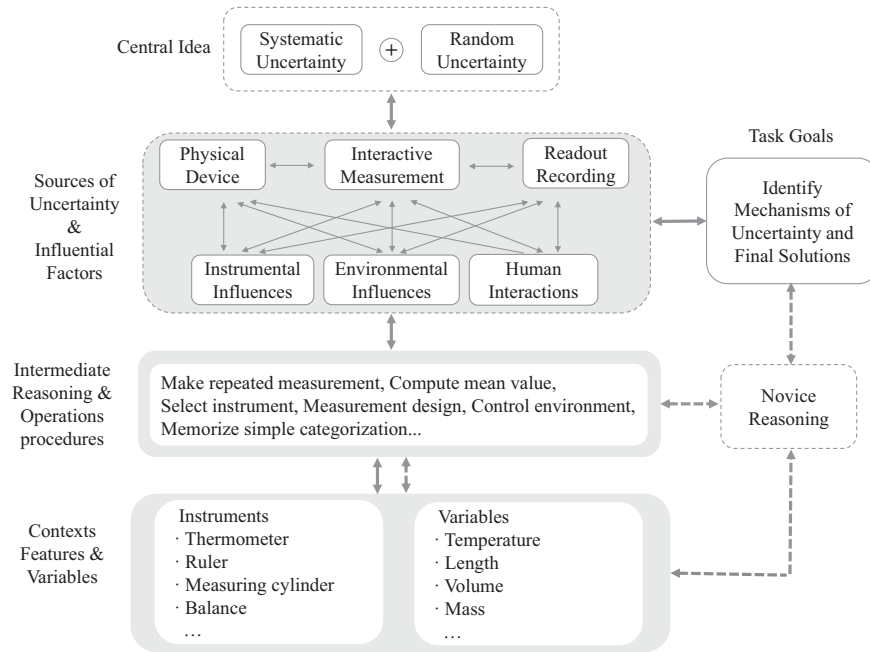 Central Idea
Systematic
Uncertainty
+
Random
Uncertainty
Sources of
Uncertainty
&
Influential
Factors
Physical
Device
Interactive
Measurement
Readout
Recording
Instrumental
Influences
Environmental
Influences
Human
Interactions
Task Goals
Identify
Mechanisms of
Uncertainty and
Final Solutions
Intermediate
Reasoning &
Operations
procedures
Make repeated measurement, Compute mean value,
Select instrument, Measurement design, Control environment,
Memorize simple categorization...
Novice
Reasoning
Contexts
Features &
Variables
Instruments
· Thermometer
· Ruler
· Measuring cylinder
· Balance
…
Variables
· Temperature
· Length
· Volume
· Mass
…